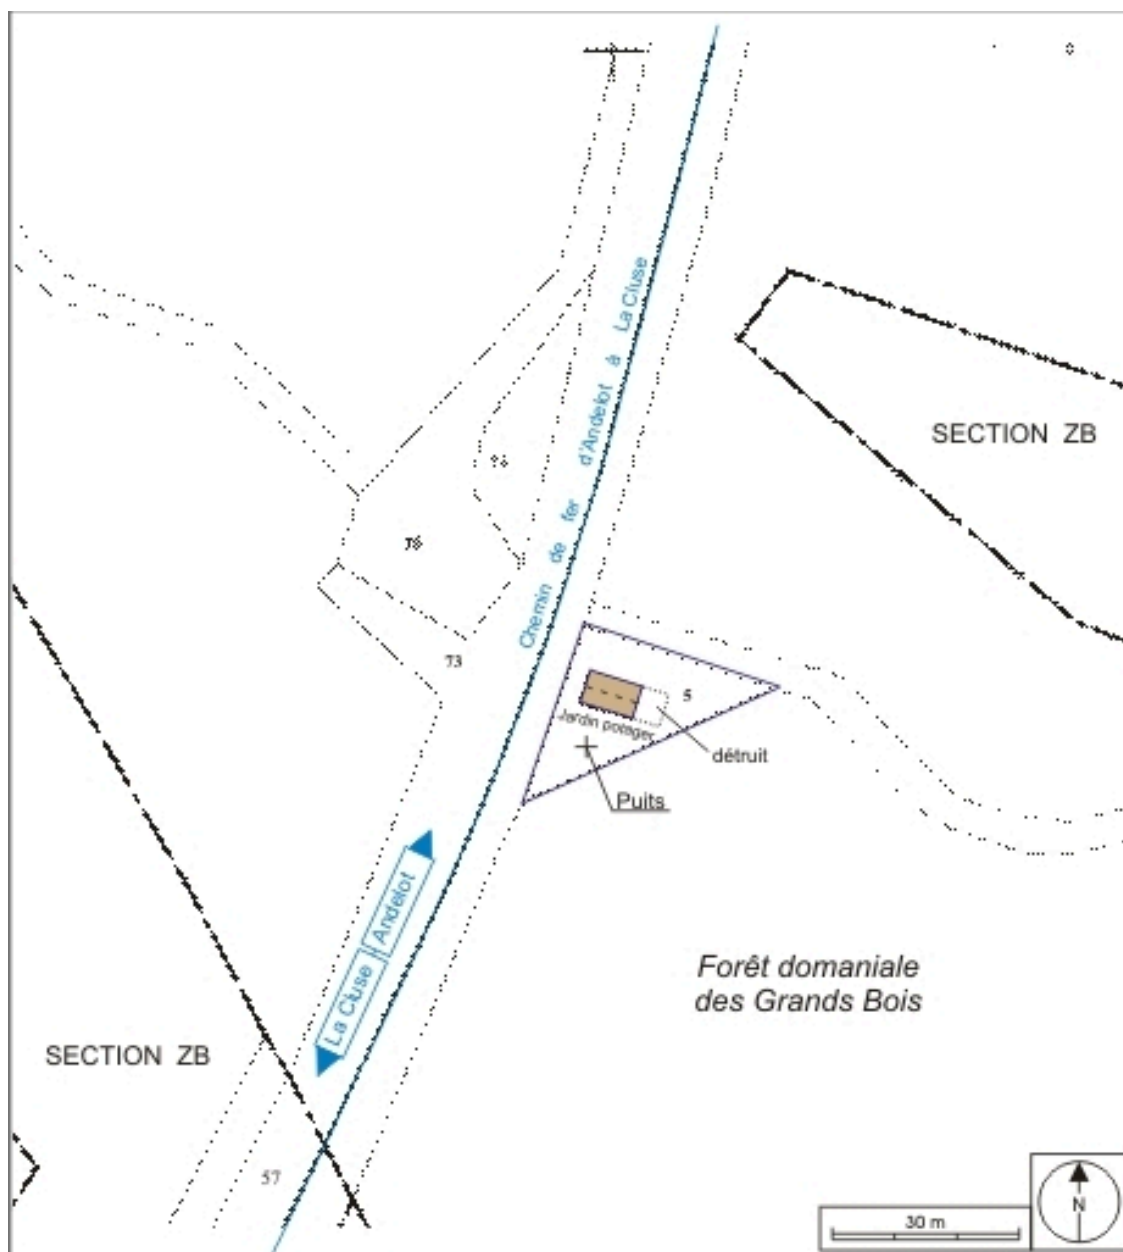 Chemin de fer d'Andelot à La Cluse
SECTION ZB
73
5
Jardin potager
détruit
Puits
Andelot
La Cluse
Forêt domaniale
des Grands Bois
SECTION ZB
57
30 m
N